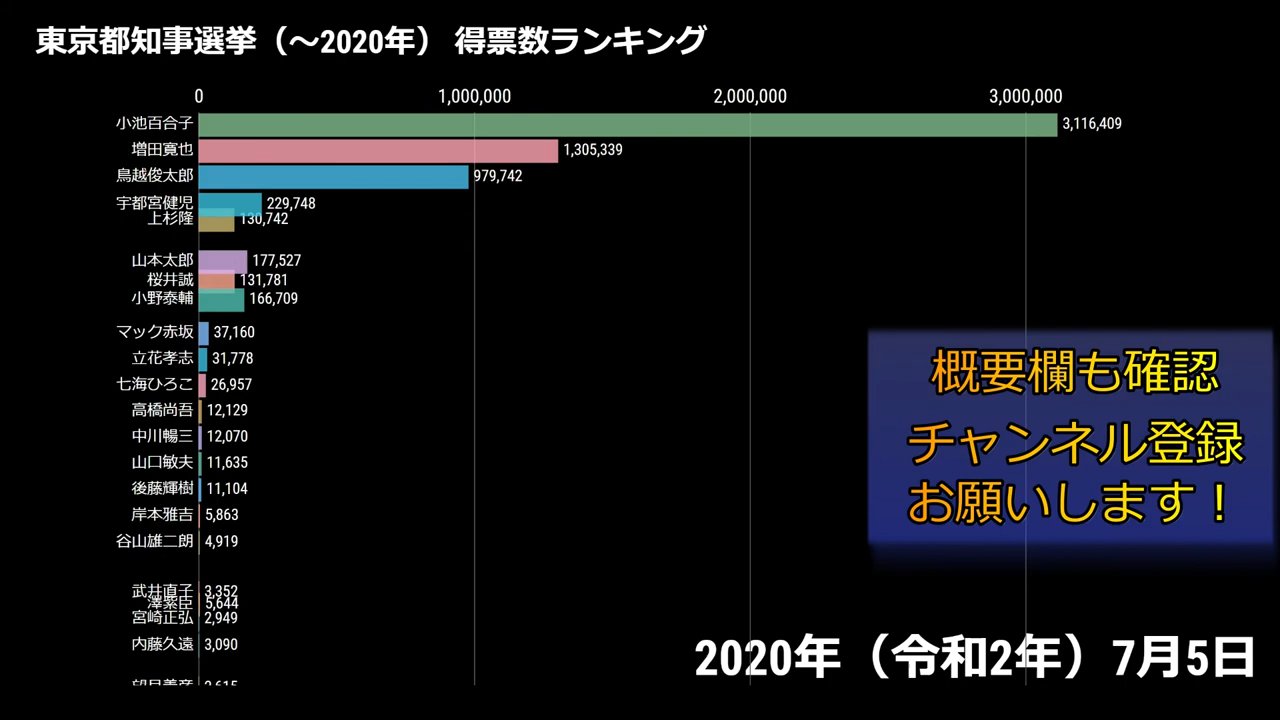 東京都知事選挙（～2020年） 得票数ランキング
0 1,000,000 2,000,000 3,000,000
小池百合子 3,116,409
増田寛也 1,305,339
鳥越俊太郎 979,742
宇都宮健児 229,748
上杉隆 130,742
山本太郎 177,527
桜井誠 131,781
小野泰輔 166,709
マック赤坂 37,160
立花孝志 31,778
七海ひろこ 26,957
高橋尚吾 12,129
中川暢三 12,070
山口敏夫 11,635
後藤輝樹 11,104
岸本雅吉 5,863
谷山雄二朗 4,919
武井直子 3,352
澤紫臣 5,644
宮崎正弘 2,949
内藤久遠 3,090
概要欄も確認
チャンネル登録
お願いします！
2020年（令和2年）7月5日